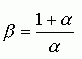 β = (1 + α) / α